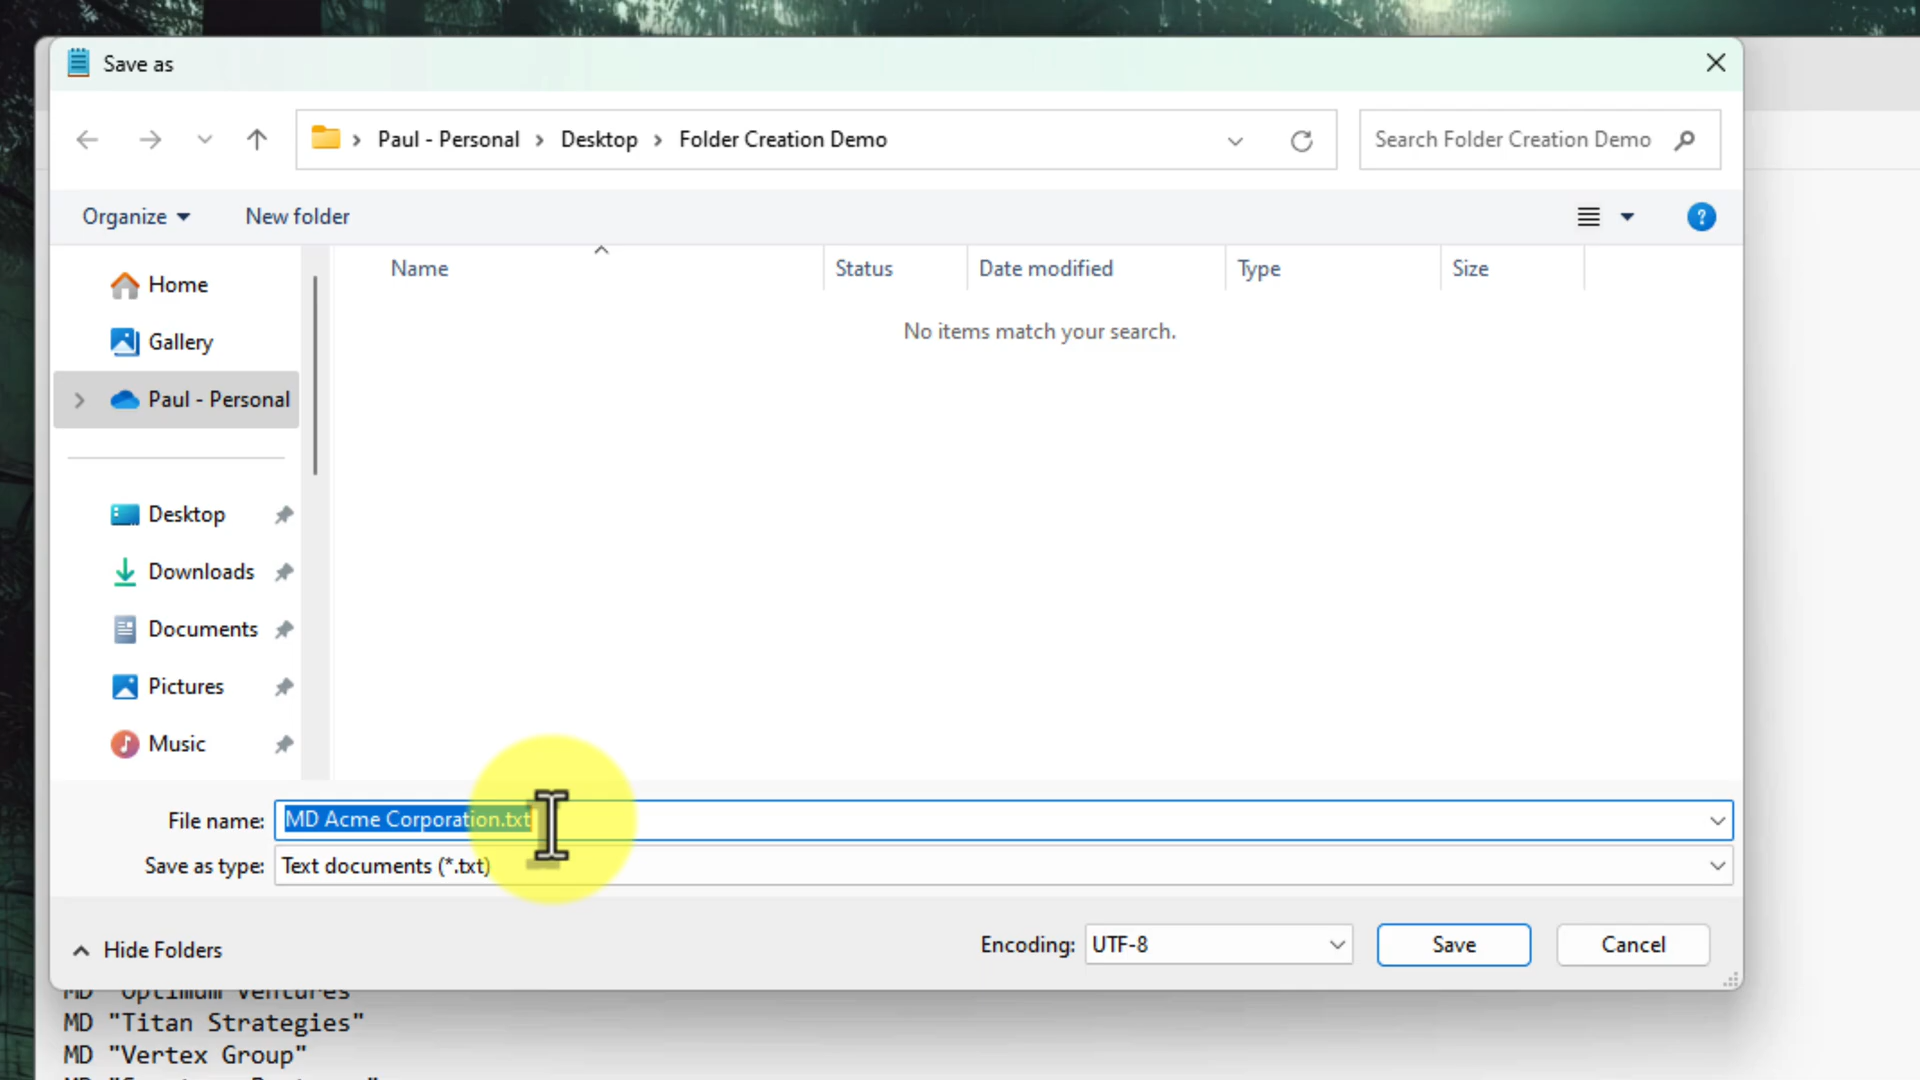 Save as
Paul - Personal > Desktop > Folder Creation Demo
Search Folder Creation Demo
Organize
New folder
?
Name
Status
Date modified
Type
Size
No items match your search.
Home
Gallery
Paul - Personal
Desktop
Downloads
Documents
Pictures
Music
File name: MD Acme Corporation.txt
Save as type: Text documents (*.txt)
Hide Folders
Encoding: UTF-8
Save
Cancel
MD "Optimum Ventures
MD "Titan Strategies"
MD "Vertex Group"